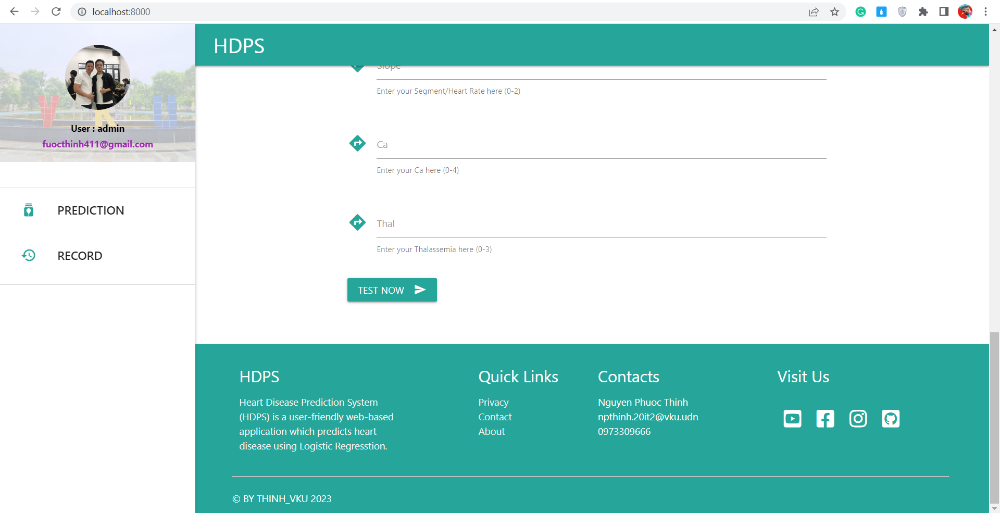 localhost:8000
HDPS
VKU
User : admin
fuocthinh411@gmail.com
PREDICTION
RECORD
Slope
Enter your Segment/Heart Rate here (0-2)
Ca
Enter your Ca here (0-4)
Thal
Enter your Thalassemia here (0-3)
TEST NOW
HDPS
Heart Disease Prediction System
(HDPS) is a user-friendly web-based
application which predicts heart
disease using Logistic Regresstion.
Quick Links
Privacy
Contact
About
Contacts
Nguyen Phuoc Thinh
npthinh.20it2@vku.udn
0973309666
Visit Us
© BY THINH_VKU 2023